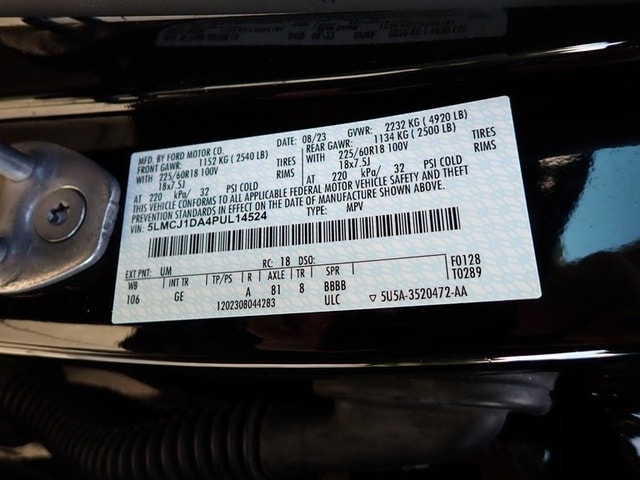 MFD. BY FORD MOTOR CO. DATE: 08/23 GVWR: 2232 KG ( 4920 LB)
FRONT GAWR: 1152 KG ( 2540 LB) REAR GAWR: 1134 KG ( 2500 LB)
WITH 225/60R18 100V TIRES WITH 225/60R18 100V TIRES
18x7.5J RIMS 18x7.5J RIMS
AT 220 kPa/ 32 PSI COLD AT 220 kPa/ 32 PSI COLD
THIS VEHICLE CONFORMS TO ALL APPLICABLE FEDERAL MOTOR VEHICLE SAFETY AND THEFT
PREVENTION STANDARDS IN EFFECT ON THE DATE OF MANUFACTURE SHOWN ABOVE.
VIN: 5LMCJ1DA4PUL14524 TYPE: MPV
EXT PNT: UM RC: 18 DSO: F0128
WB INT TR TP/PS R AXLE TR SPR T0289
106 GE A 81 8 BBBB
1202308044283 ULC ▽ 5U5A-3520472-AA